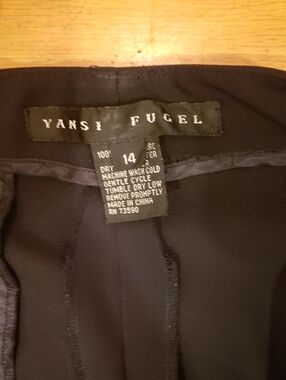 YANSI FUGEL
14
DRY
MACHINE WASH COLD
GENTLE CYCLE
TUMBLE DRY LOW
REMOVE PROMPTLY
MADE IN CHINA
RN 73590